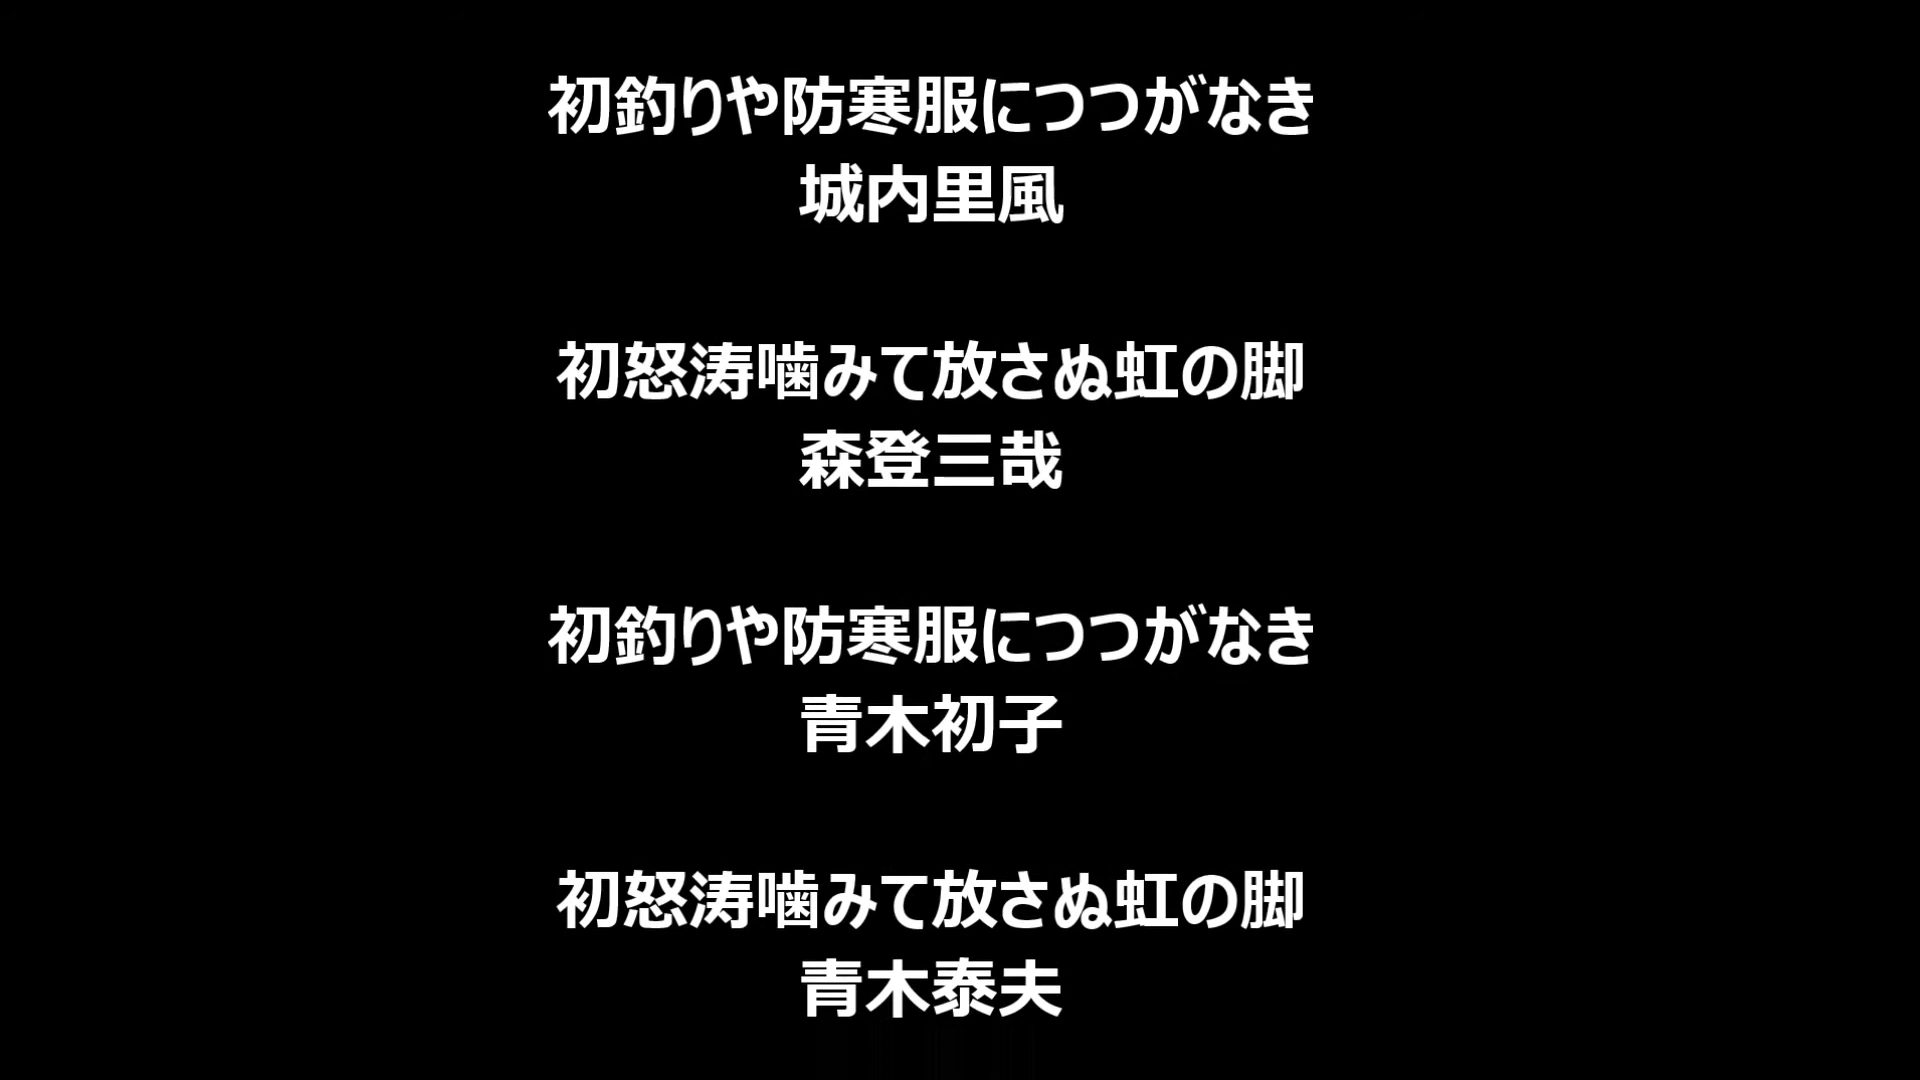 初釣りや防寒服につつがなき
城内里風
初怒涛噛みて放さぬ虹の脚
森登三哉
初釣りや防寒服につつがなき
青木初子
初怒涛噛みて放さぬ虹の脚
青木泰夫